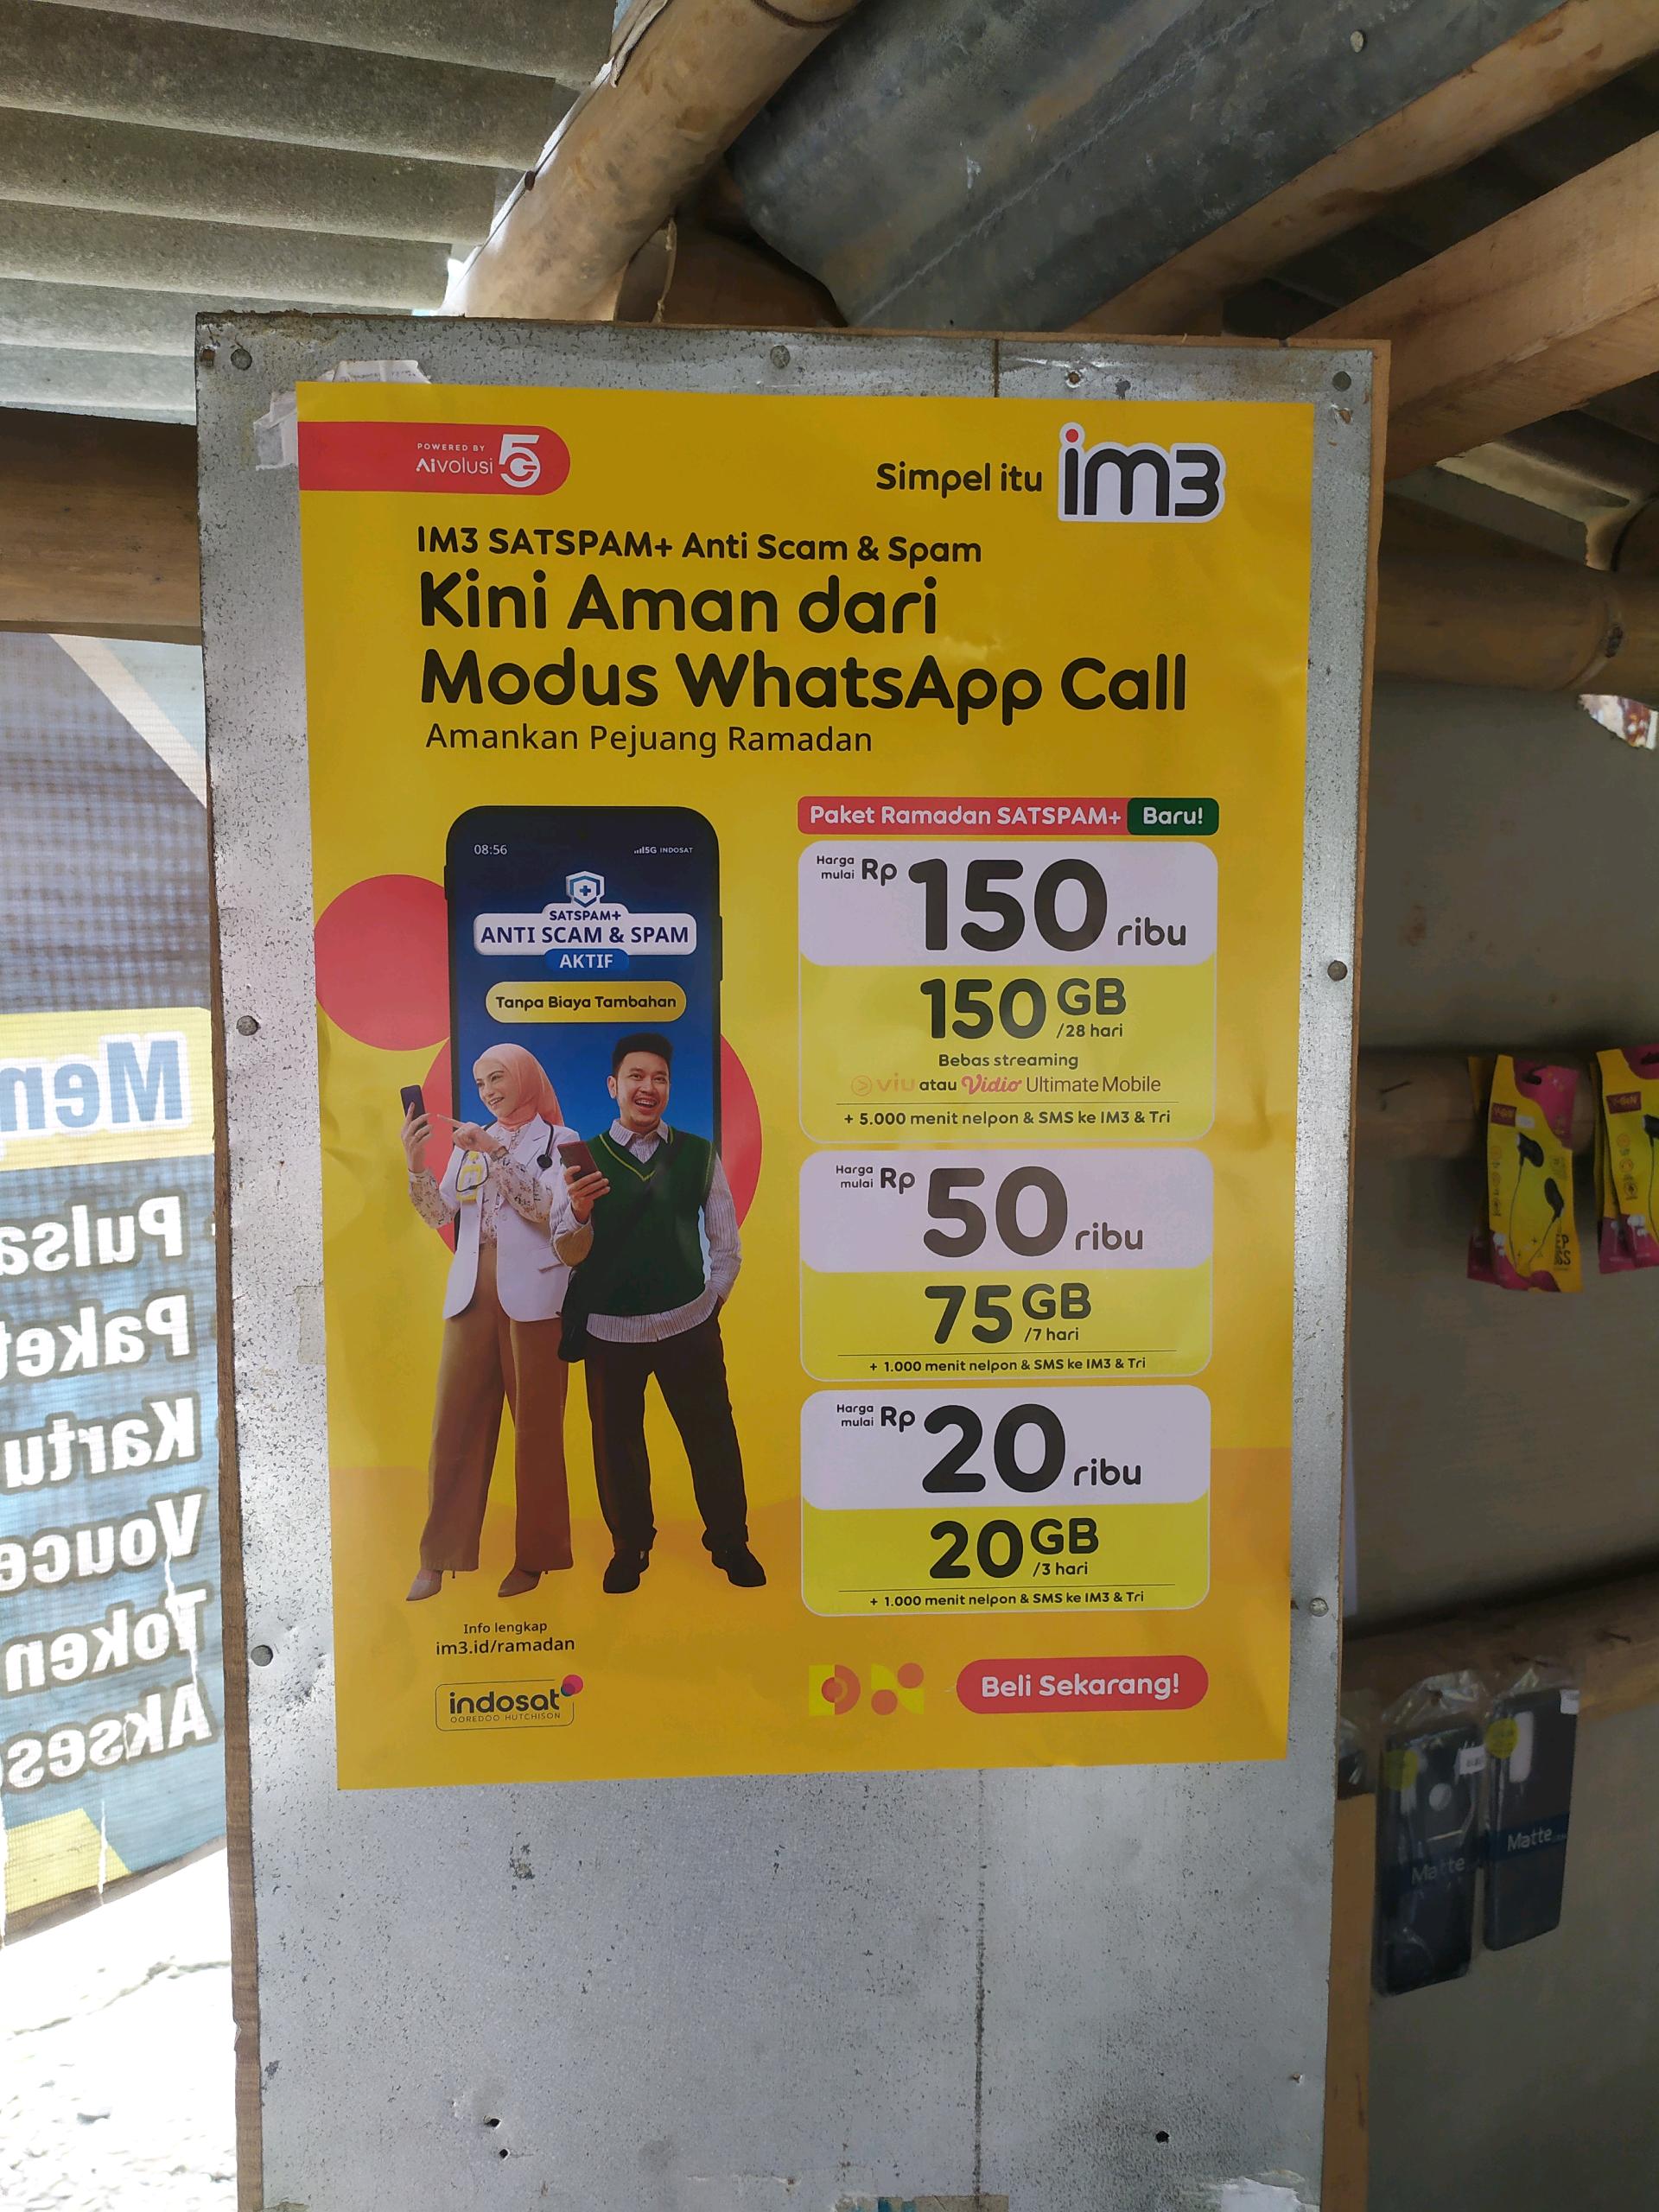 POWERED BY
Aivolusi 5G
Simpel itu im3
IM3 SATSPAM+ Anti Scam & Spam
Kini Aman dari
Modus WhatsApp Call
Amankan Pejuang Ramadan
08:56
5G INDOSAT
SATSPAM+
ANTI SCAM & SPAM
AKTIF
Tanpa Biaya Tambahan
Paket Ramadan SATSPAM+ Baru!
Harga mulai Rp 150 ribu
150 GB /28 hari
Bebas streaming
viu atau Vidio Ultimate Mobile
+ 5.000 menit nelpon & SMS ke IM3 & Tri
Harga mulai Rp 50 ribu
75 GB /7 hari
+ 1.000 menit nelpon & SMS ke IM3 & Tri
Harga mulai Rp 20 ribu
20 GB /3 hari
+ 1.000 menit nelpon & SMS ke IM3 & Tri
Info lengkap
im3.id/ramadan
indosat
OOREDOO HUTCHISON
Beli Sekarang!
Pulsa
Paket
Kartu
Token
Matte
Matte